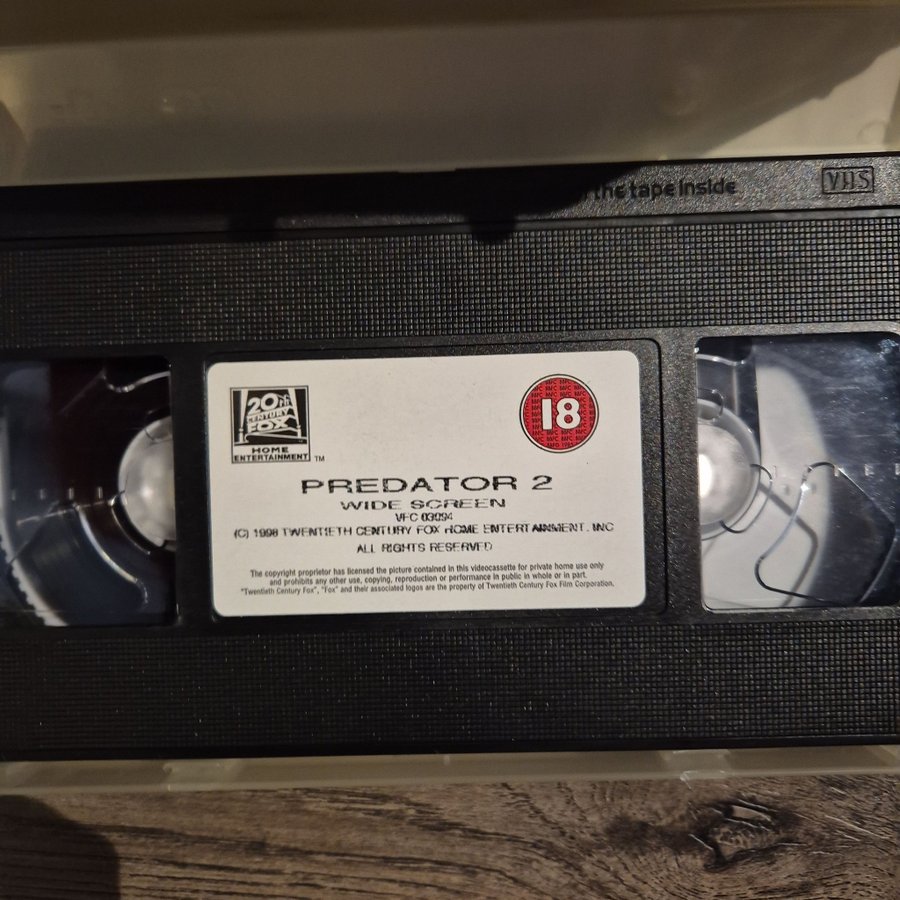 the tape inside
VHS
20TH
CENTURY
FOX
HOME
ENTERTAINMENT TM
18
PREDATOR 2
WIDE SCREEN
VFC 03094
(C) 1998 TWENTIETH CENTURY FOX HOME ENTERTAINMENT, INC
ALL RIGHTS RESERVED
The copyright proprietor has licensed the picture contained in this videocassette for private home use only
and prohibits any other use, copying, reproduction or performance in public in whole or in part.
"Twentieth Century Fox", "Fox" and their associated logos are the property of Twentieth Century Fox Film Corporation.